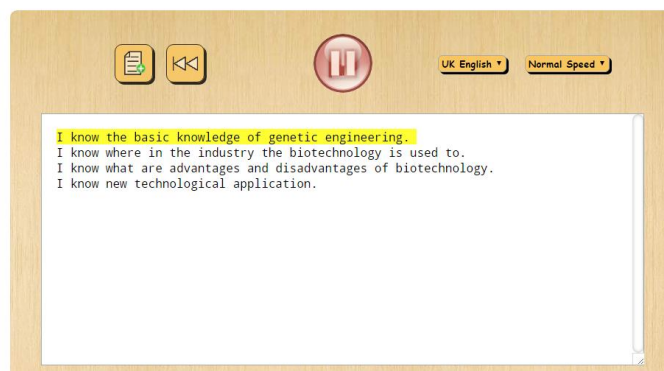 UK English
Normal Speed
I know the basic knowledge of genetic engineering.
I know where in the industry the biotechnology is used to.
I know what are advantages and disadvantages of biotechnology.
I know new technological application.